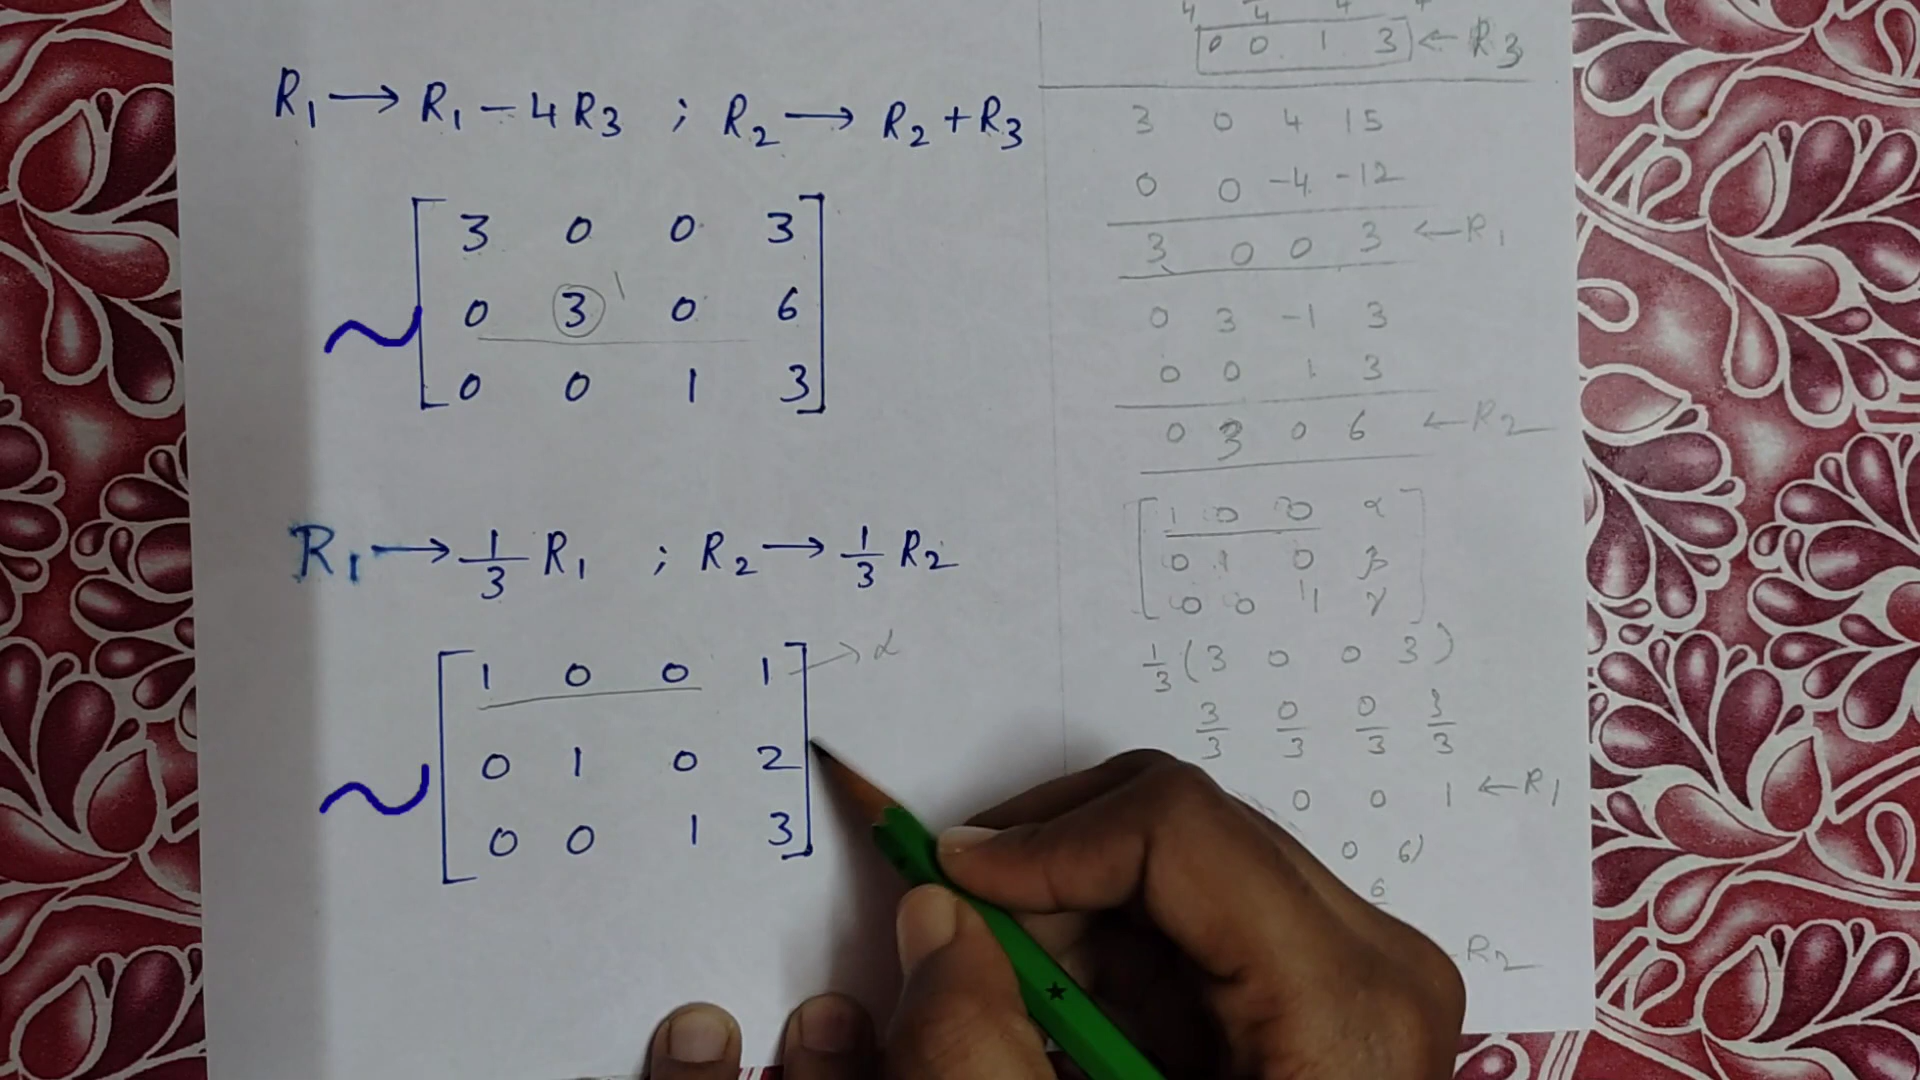 R₁ → R₁ − 4R₃ ; R₂ → R₂ + R₃
3 0 0 3
~ 0 3 0 6
0 0 1 3
R₁ → 1/3 R₁ ; R₂ → 1/3 R₂
1 0 0 1 → α
~ 0 1 0 2
0 0 1 3
0 0 1 3 ← R₃
3 0 4 15
0 0 -4 -12
3 0 0 3 ← R₁
0 3 -1 3
0 0 1 3
0 3 0 6 ← R₂
1 0 0 α
0 1 0 β
0 0 1 γ
1/3 (3 0 0 3)
3/3 0/3 0/3 3/3
0 0 1 ← R₁
0 6)
6
R₂